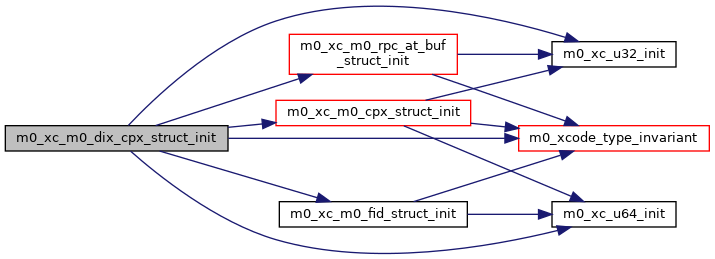 m0_xc_m0_dix_cpx_struct_init
m0_xc_m0_rpc_at_buf
_struct_init
m0_xc_m0_cpx_struct_init
m0_xc_m0_fid_struct_init
m0_xc_u32_init
m0_xcode_type_invariant
m0_xc_u64_init